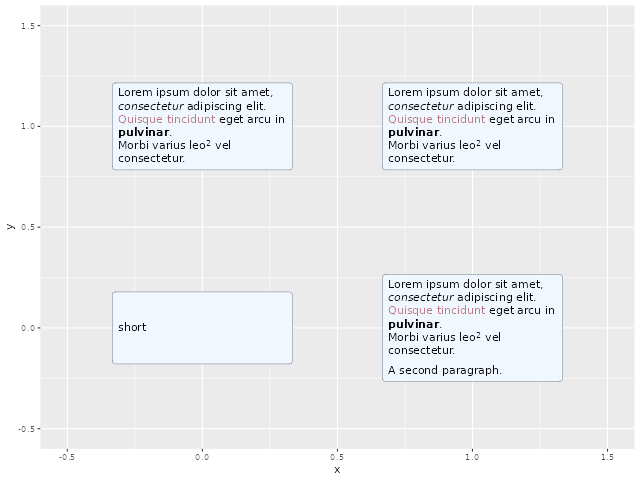 1.5
Lorem ipsum dolor sit amet,
consectetur adipiscing elit.
Quisque tincidunt eget arcu in
pulvinar.
Morbi varius leo² vel
consectetur.
Lorem ipsum dolor sit amet,
consectetur adipiscing elit.
Quisque tincidunt eget arcu in
pulvinar.
Morbi varius leo² vel
consectetur.
1.0
0.5
y
short
Lorem ipsum dolor sit amet,
consectetur adipiscing elit.
Quisque tincidunt eget arcu in
pulvinar.
Morbi varius leo² vel
consectetur.
A second paragraph.
0.0
-0.5
-0.5 0.0 0.5 1.0 1.5
x